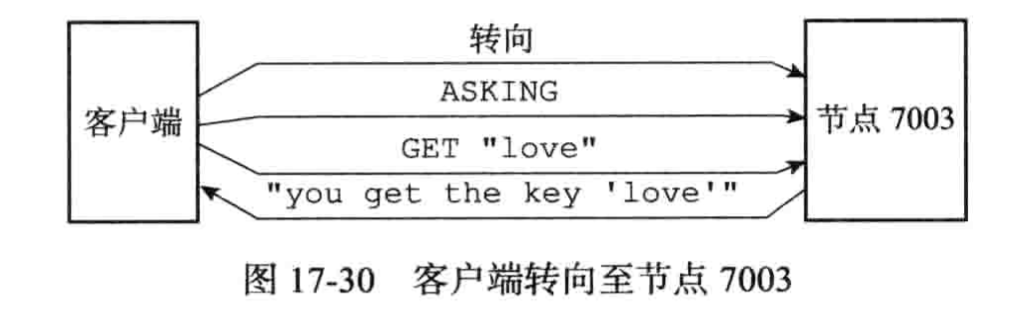 转向
ASKING
客户端
节点 7003
GET "love"
"you get the key 'love'"
图 17-30 客户端转向至节点 7003